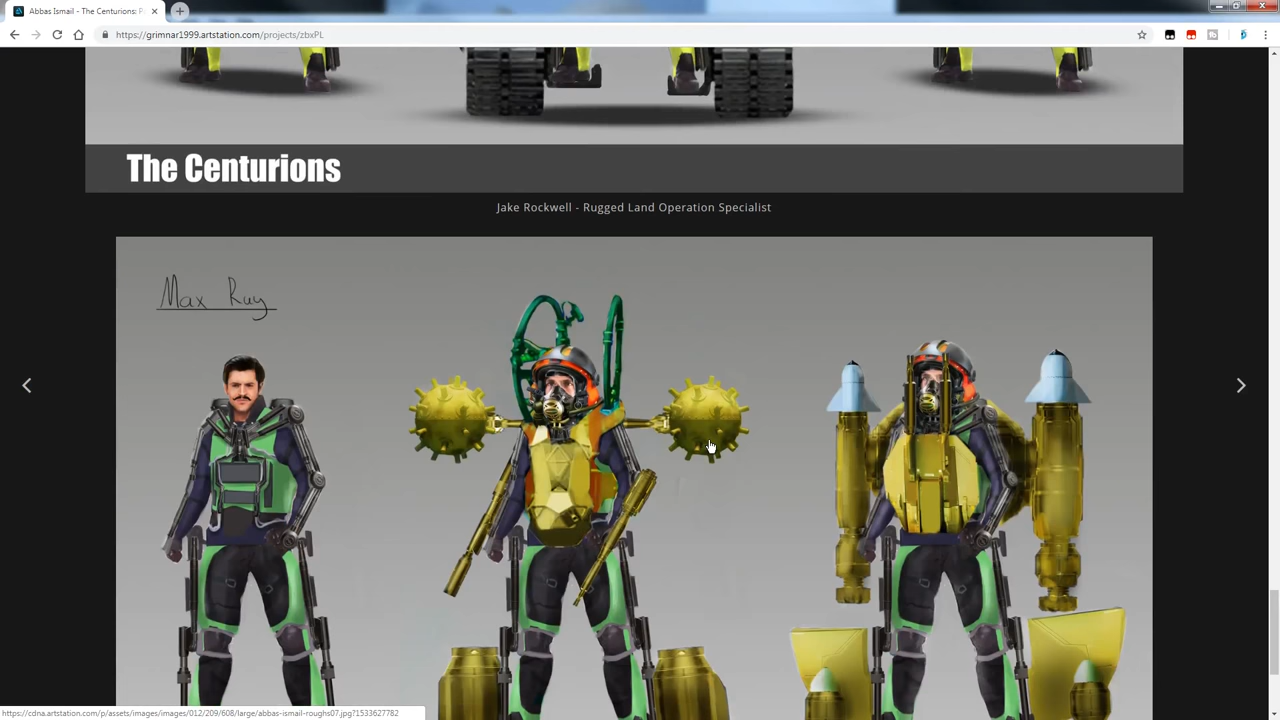 Abbas Ismail - The Centurions: P
https://grimnar1999.artstation.com/projects/zbxPL
The Centurions
Jake Rockwell - Rugged Land Operation Specialist
Max Ray
https://cdna.artstation.com/p/assets/images/images/012/209/608/large/abbas-ismail-roughs07.jpg?1533627782